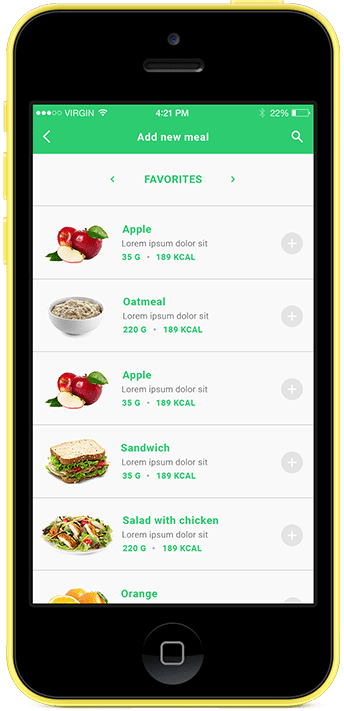 VIRGIN 4:21 PM 22%
Add new meal
FAVORITES
Apple
Lorem ipsum dolor sit
35 G • 189 KCAL
Oatmeal
Lorem ipsum dolor sit
220 G • 189 KCAL
Apple
Lorem ipsum dolor sit
35 G • 189 KCAL
Sandwich
Lorem ipsum dolor sit
35 G • 189 KCAL
Salad with chicken
Lorem ipsum dolor sit
220 G • 189 KCAL
Orange